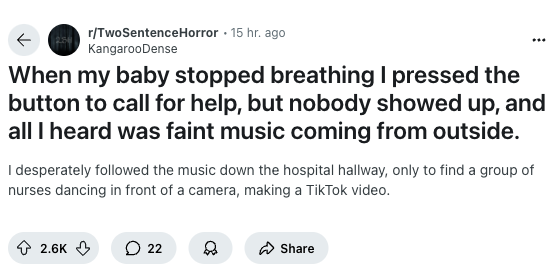 r/TwoSentenceHorror • 15 hr. ago
KangarooDense
When my baby stopped breathing I pressed the
button to call for help, but nobody showed up, and
all I heard was faint music coming from outside.
I desperately followed the music down the hospital hallway, only to find a group of
nurses dancing in front of a camera, making a TikTok video.
2.6K 22 Share